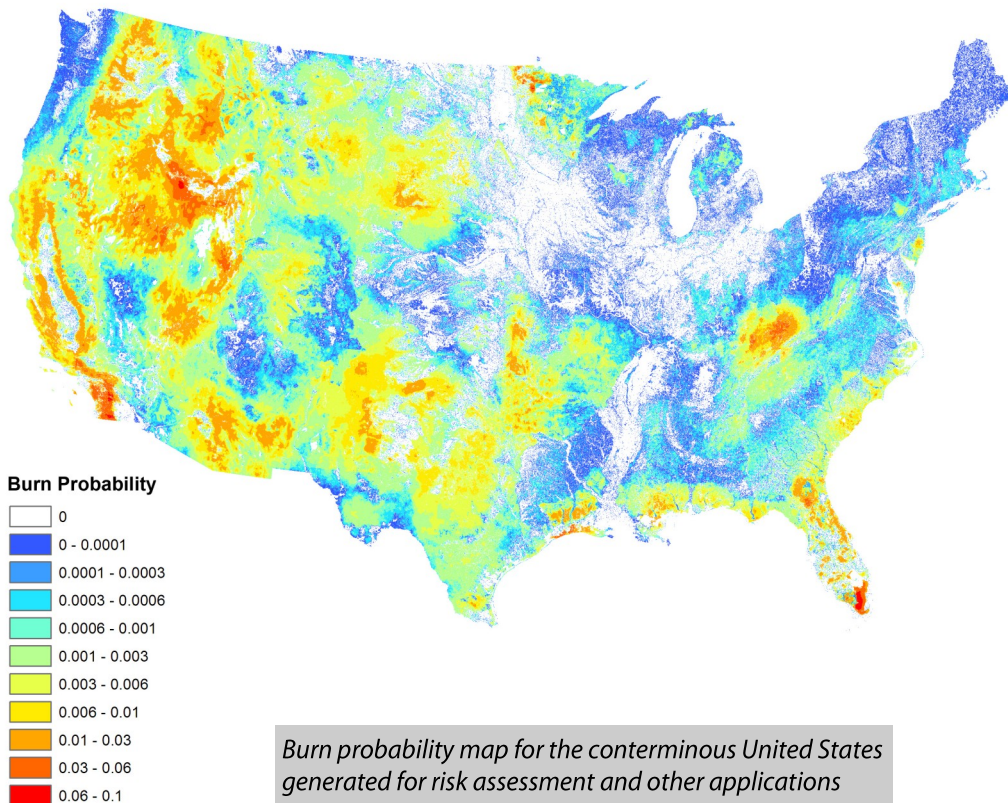 Burn Probability
0
0 - 0.0001
0.0001 - 0.0003
0.0003 - 0.0006
0.0006 - 0.001
0.001 - 0.003
0.003 - 0.006
0.006 - 0.01
0.01 - 0.03
0.03 - 0.06
0.06 - 0.1
Burn probability map for the conterminous United States
generated for risk assessment and other applications